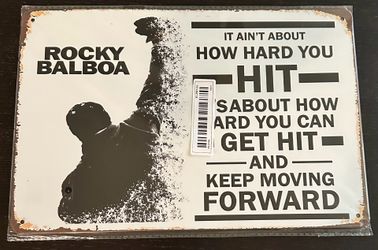 ROCKY
BALBOA
IT AIN'T ABOUT
HOW HARD YOU
HIT
'S ABOUT HOW
ARD YOU CAN
GET HIT
AND
KEEP MOVING
FORWARD